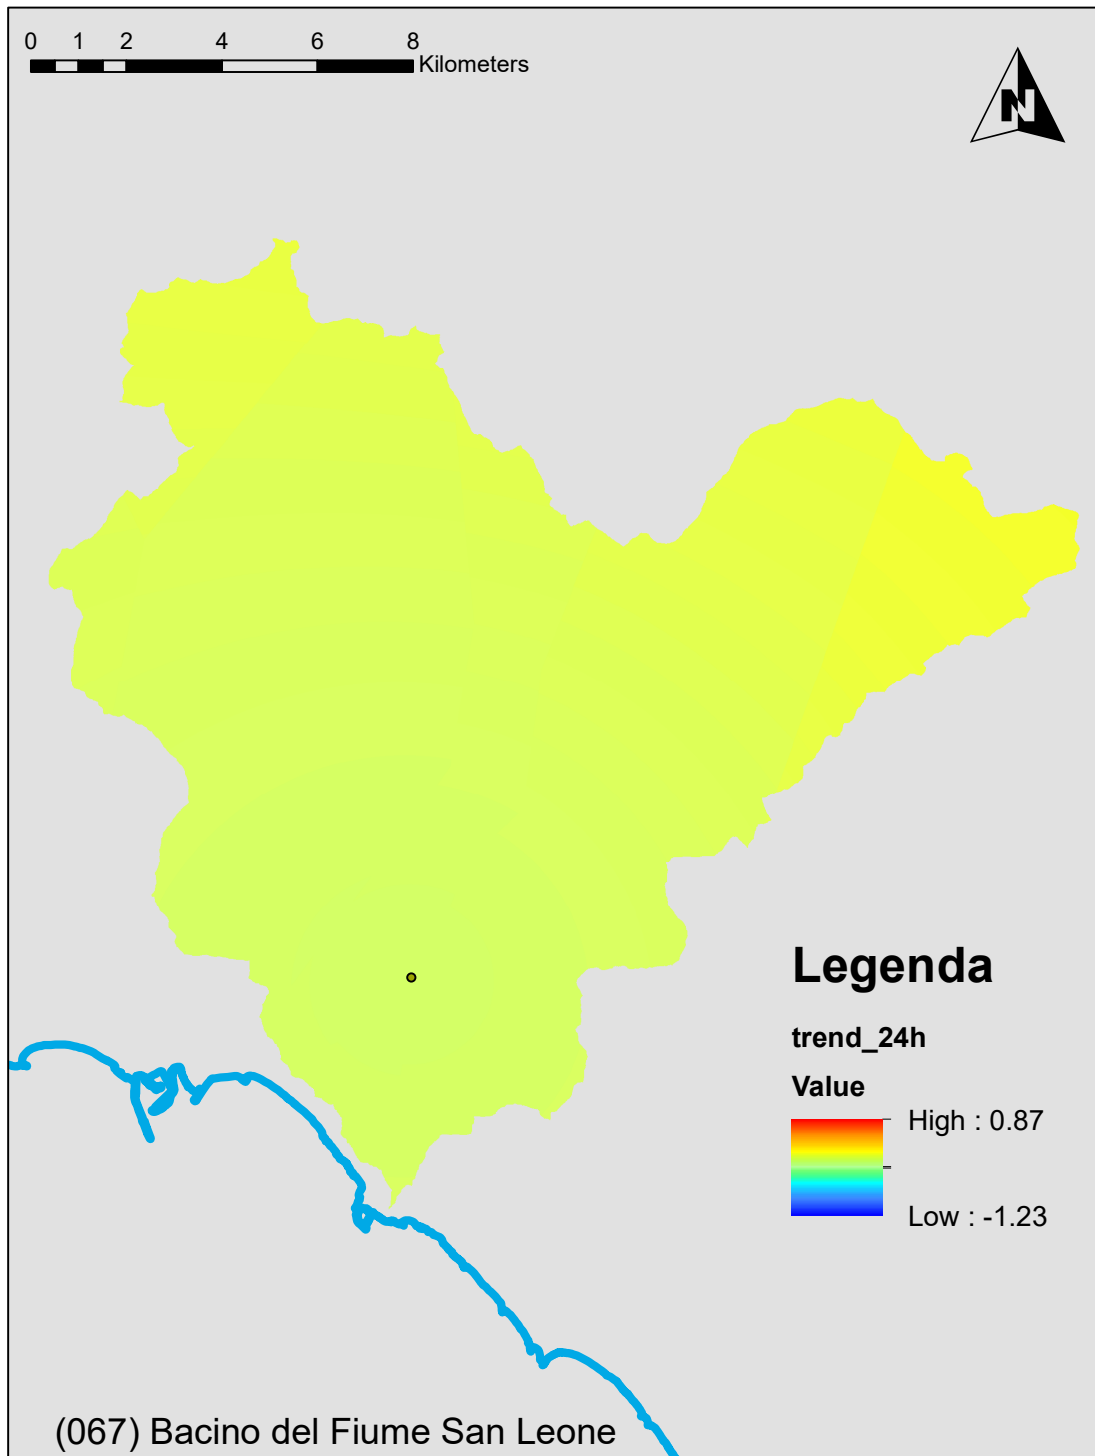 0 1 2 4 6 8
Kilometers
N
Legenda
trend_24h
Value
High : 0.87
Low : -1.23
(067) Bacino del Fiume San Leone